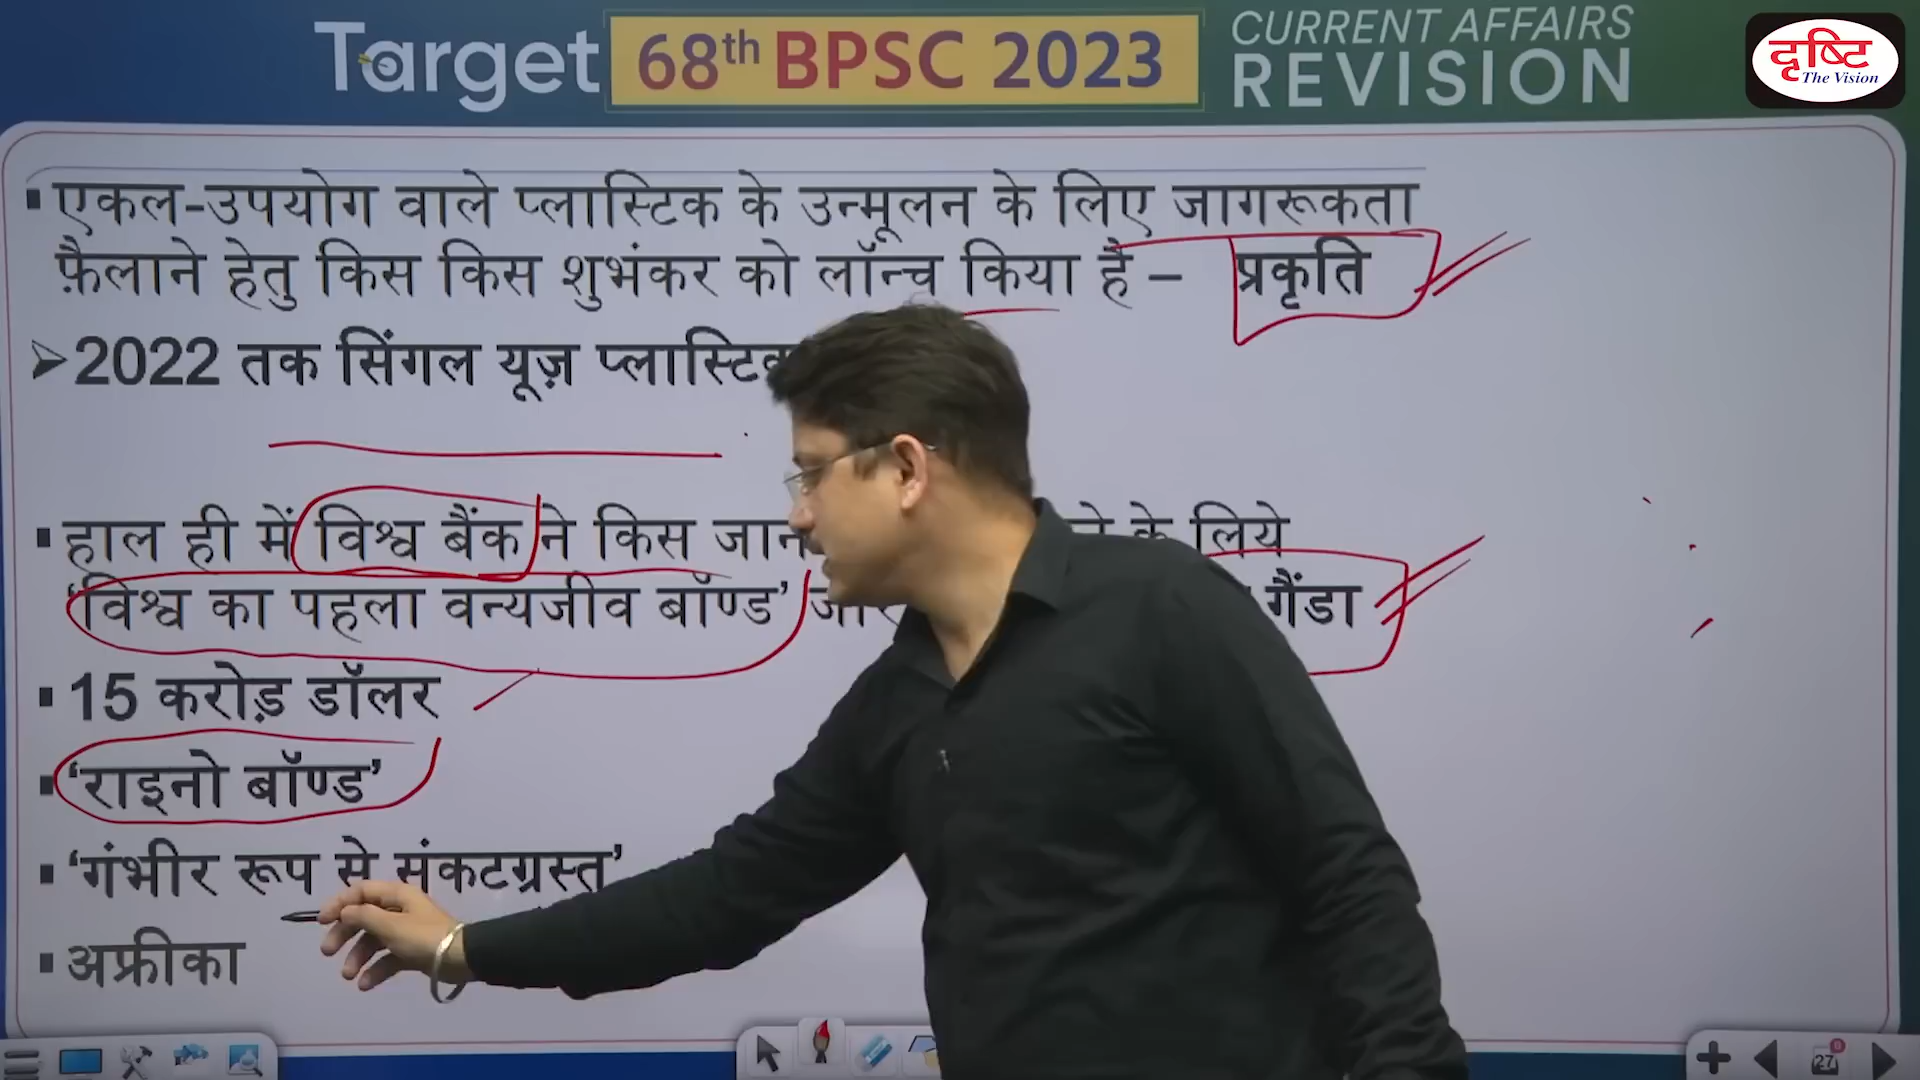 Target 68th BPSC 2023 CURRENT AFFAIRS REVISION
दृष्टि
The Vision
एकल-उपयोग वाले प्लास्टिक के उन्मूलन के लिए जागरूकता
फ़ैलाने हेतु किस किस शुभंकर को लॉन्च किया है – प्रकृति
2022 तक सिंगल यूज़ प्लास्टिक
हाल ही में विश्व बैंक ने किस के लिये
‘विश्व का पहला वन्यजीव बॉण्ड’ गैंडा
15 करोड़ डॉलर
‘राइनो बॉण्ड’
‘गंभीर रूप से संकटग्रस्त’
अफ्रीका
27